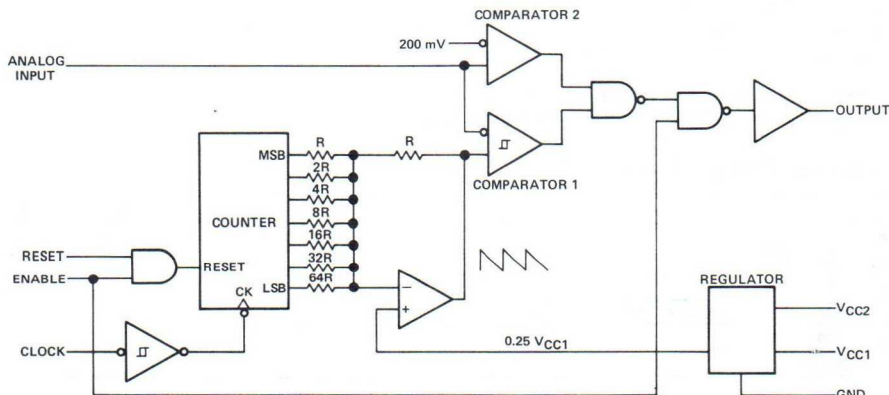 COMPARATOR 2
200 mV
ANALOG
INPUT
OUTPUT
MSB
R
R
2R
4R
COMPARATOR 1
8R
COUNTER
16R
RESET
RESET
32R
ENABLE
LSB
64R
CK
REGULATOR
−
+
VCC2
CLOCK
0.25 VCC1
VCC1
GND